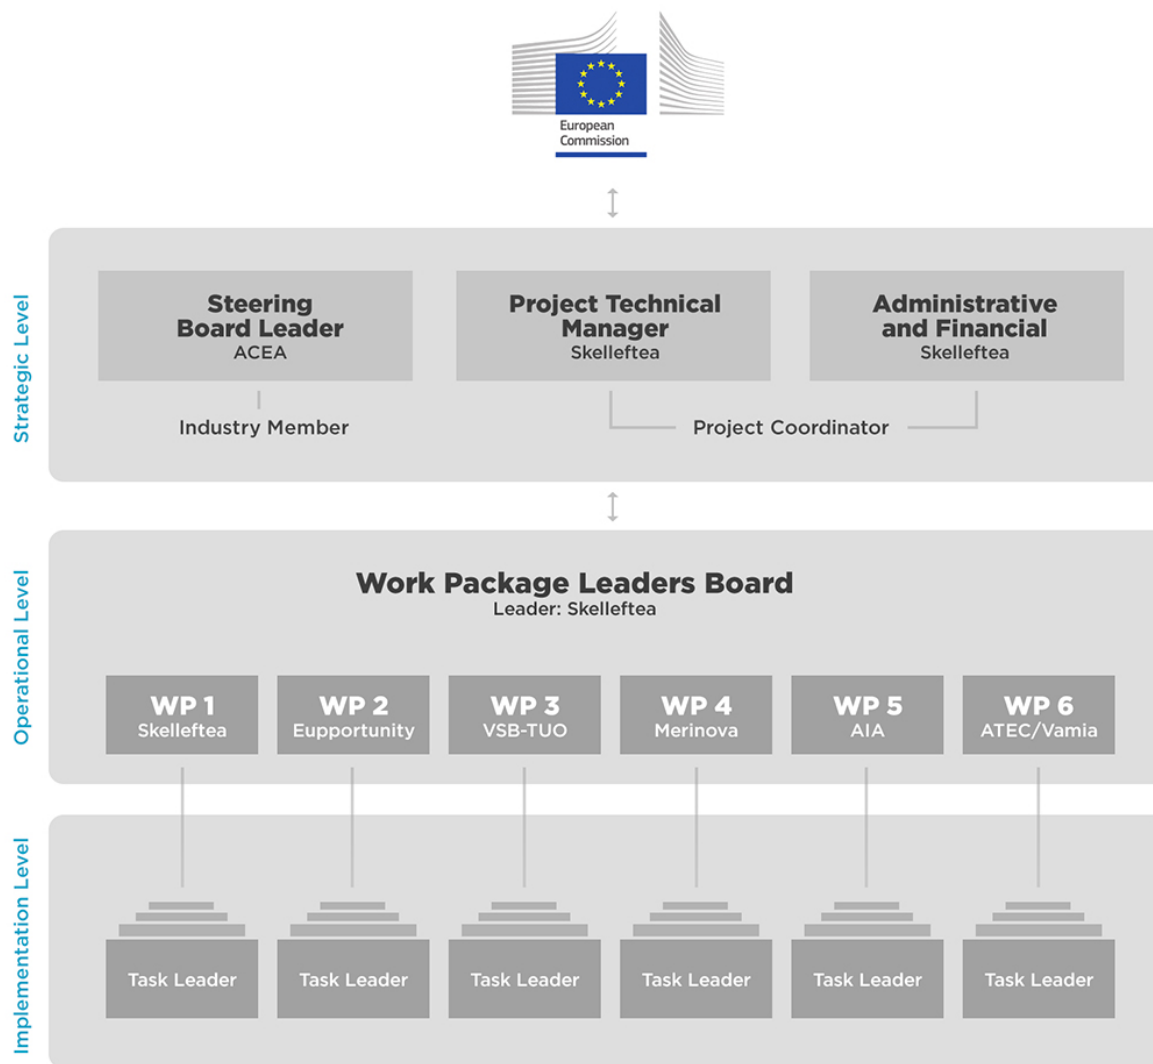 European
Commission
Strategic Level
Steering
Board Leader
ACEA
Project Technical
Manager
Skelleftea
Administrative
and Financial
Skelleftea
Industry Member
Project Coordinator
Operational Level
Work Package Leaders Board
Leader: Skelleftea
WP 1
Skelleftea
WP 2
Eupportunity
WP 3
VSB-TUO
WP 4
Merinova
WP 5
AIA
WP 6
ATEC/Vamia
Implementation Level
Task Leader
Task Leader
Task Leader
Task Leader
Task Leader
Task Leader